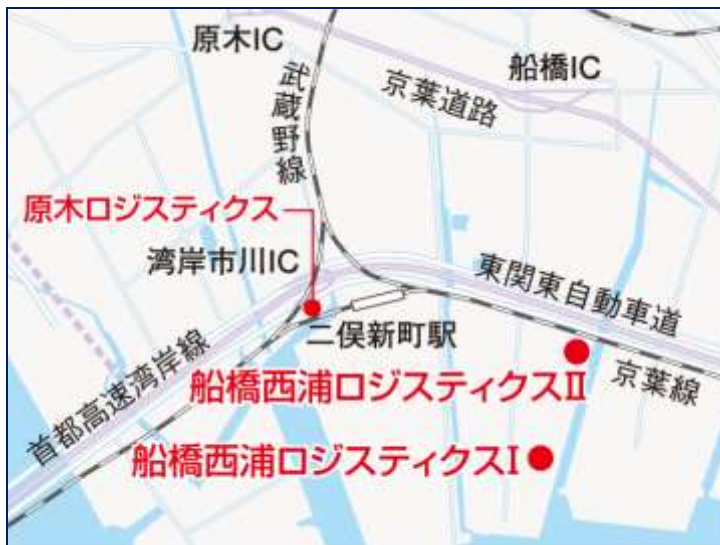 原木IC
船橋IC
武蔵野線
京葉道路
原木ロジスティクス
湾岸市川IC
東関東自動車道
二俣新町駅
船橋西浦ロジスティクスⅡ
京葉線
首都高速湾岸線
船橋西浦ロジスティクスⅠ